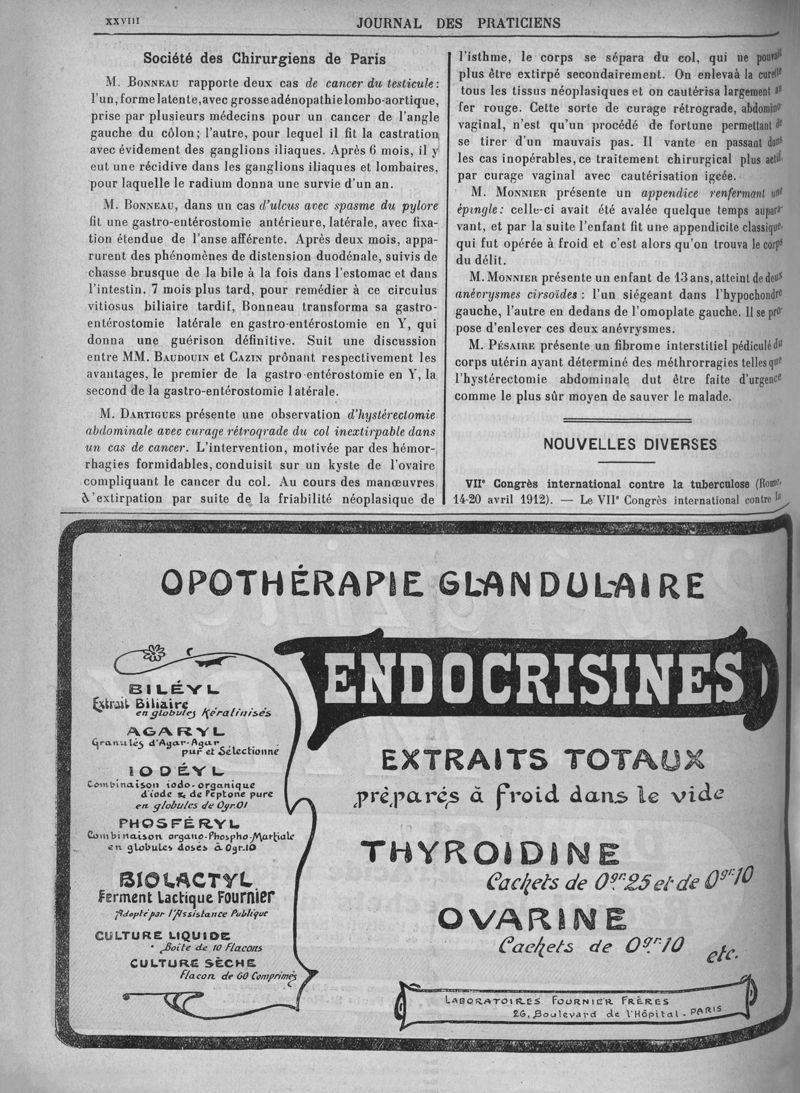 XXVIII
JOURNAL DES PRATICIENS
Société des Chirurgiens de Paris
M. BONNEAU rapporte deux cas de cancer du testicule :
l'un, forme latente, avec grosse adénopathie lombo-aortique,
prise par plusieurs médecins pour un cancer de l'angle
gauche du côlon ; l'autre, pour lequel il fit la castration
avec évidement des ganglions iliaques. Après 6 mois, il y
eut une récidive dans les ganglions iliaques et lombaires,
pour laquelle le radium donna une survie d'un an.
M. BONNEAU, dans un cas d'ulcus avec spasme du pylore
fit une gastro-entérostomie antérieure, latérale, avec fixa-
tion étendue de l'anse afférente. Après deux mois, appa-
rurent des phénomènes de distension duodénale, suivis de
chasse brusque de la bile à la fois dans l'estomac et dans
l'intestin. 7 mois plus tard, pour remédier à ce circulus
vitiosus biliaire tardif, Bonneau transforma sa gastro-
entérostomie latérale en gastro-entérostomie en Y, qui
donna une guérison définitive. Suit une discussion
entre MM. BAUDOUIN et CAZIN prônant respectivement les
avantages, le premier de la gastro entérostomie en Y, la
second de la gastro-entérostomie latérale.
M. DARTIGUES présente une observation d'hystérectomie
abdominale avec curage rétrograde du col inextirpable dans
un cas de cancer. L'intervention, motivée par des hémor-
rhagies formidables, conduisit sur un kyste de l'ovaire
compliquant le cancer du col. Au cours des manœuvres
d'extirpation par suite de la friabilité néoplasique de
l'isthme, le corps se sépara du col, qui ne pouvait
plus être extirpé secondairement. On enlevaà la curette
tous les tissus néoplasiques et on cautérisa largement au
fer rouge. Cette sorte de curage rétrograde, abdomino
vaginal, n'est qu'un procédé de fortune permettant de
se tirer d'un mauvais pas. Il vante en passant dans
les cas inopérables, ce traitement chirurgical plus actif,
par curage vaginal avec cautérisation igcée.
M. MONNIER présente un appendice renfermant une
épingle : celle-ci avait été avalée quelque temps aupara-
vant, et par la suite l'enfant fit une appendicite classique,
qui fut opérée à froid et c'est alors qu'on trouva le corps
du délit.
M. MONNIER présente un enfant de 13 ans, atteint de deux
anévrysmes cirsoïdes : l'un siégeant dans l'hypochondre
gauche, l'autre en dedans de l'omoplate gauche. Il se pro-
pose d'enlever ces deux anévrysmes.
M. PÉSAIRE présente un fibrome interstitiel pédiculé du
corps utérin ayant déterminé des méthrorragies telles que
l'hystérectomie abdominale dut être faite d'urgence
comme le plus sûr moyen de sauver le malade.
NOUVELLES DIVERSES
VIIe Congrès international contre la tuberculose (Rome,
14-20 avril 1912). — Le VIIe Congrès international contre la
OPOTHÉRAPIE GLANDULAIRE
ENDOCRISINES
BILÉYL
Extrait Biliaire
en globules Kératinisés
AGARYL
Granulés d'Agar-Agar
pur et Sélectionné
IODÉYL
Combinaison iodo-organique
d'iode & de Peptone pure
en globules de 0gr.01
PHOSFÉRYL
Combinaison organo-Phospho-Martiale
en globules dosés à 0gr.10
BIOLACTYL
Ferment Lactique Fournier
Adopté par l'Assistance Publique
CULTURE LIQUIDE
Boîte de 10 Flacons
CULTURE SÈCHE
Flacon de 60 Comprimés
EXTRAITS TOTAUX
préparés à froid dans le vide
THYROIDINE
Cachets de 0gr.25 et de 0gr.10
OVARINE
Cachets de 0gr.10
etc.
LABORATOIRES FOURNIER FRÈRES
26, Boulevard de l'Hôpital - PARIS